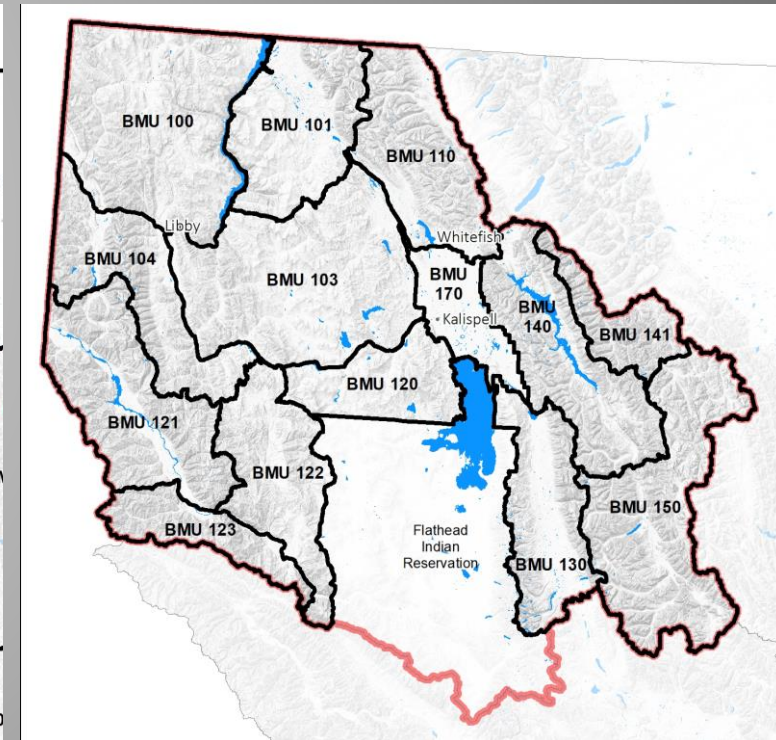 BMU 100
BMU 101
BMU 110
Libby
Whitefish
BMU 104
BMU 103
BMU
170
BMU
140
Kalispell
BMU 141
BMU 120
BMU 121
BMU 122
BMU 150
BMU 123
Flathead
Indian
Reservation
BMU 130